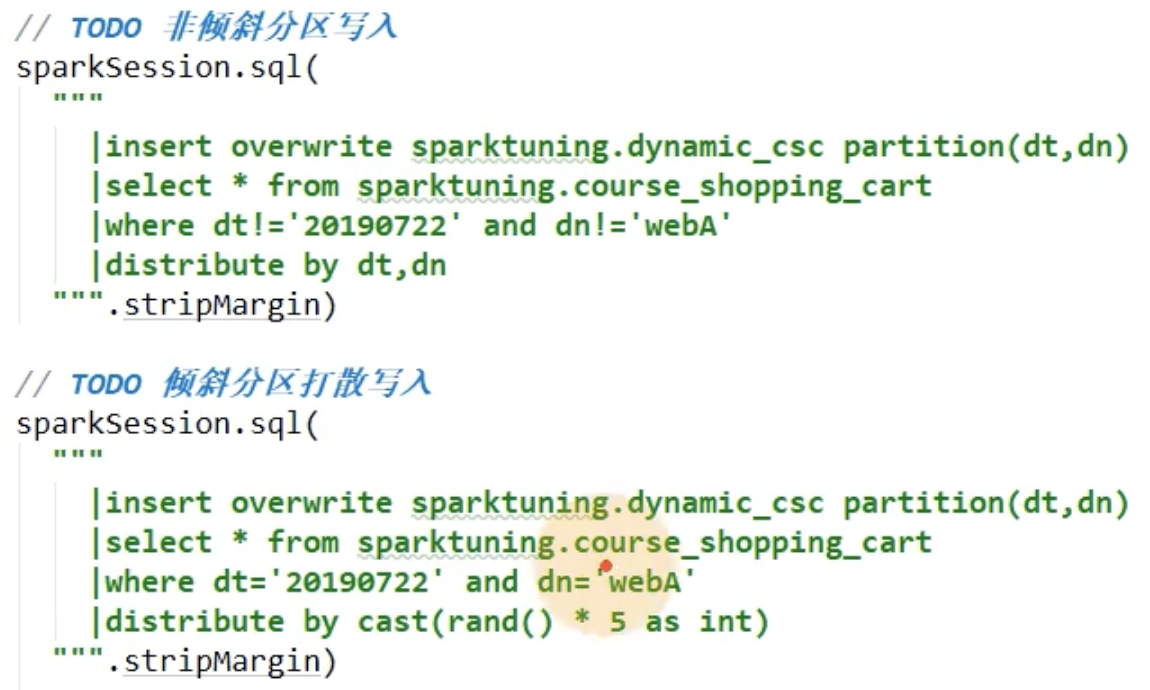 // TODO 非倾斜分区写入
sparkSession.sql(
"""
|insert overwrite sparktuning.dynamic_csc partition(dt,dn)
|select * from sparktuning.course_shopping_cart
|where dt!='20190722' and dn!='webA'
|distribute by dt,dn
""".stripMargin)
// TODO 倾斜分区打散写入
sparkSession.sql(
"""
|insert overwrite sparktuning.dynamic_csc partition(dt,dn)
|select * from sparktuning.course_shopping_cart
|where dt='20190722' and dn='webA'
|distribute by cast(rand() * 5 as int)
""".stripMargin)